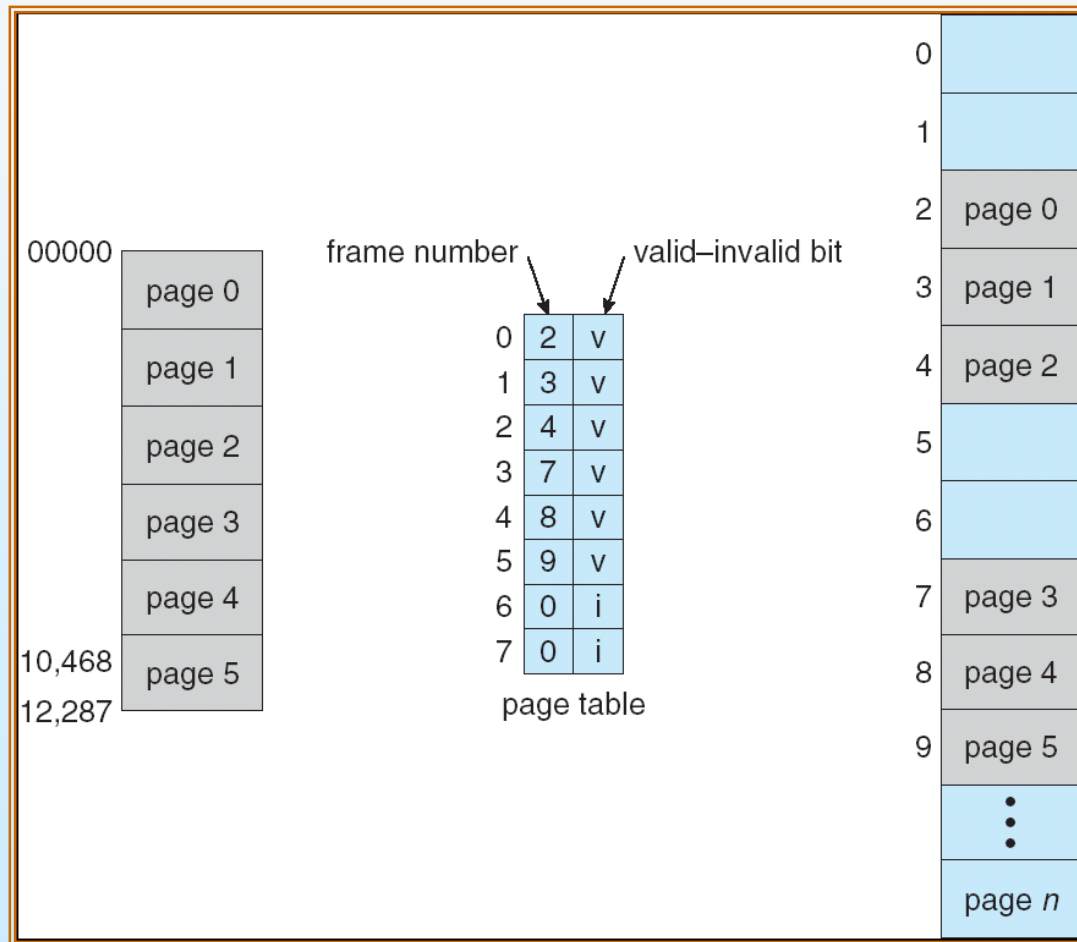 00000
page 0
page 1
page 2
page 3
page 4
10,468
page 5
12,287
frame number
valid–invalid bit
0 2 v
1 3 v
2 4 v
3 7 v
4 8 v
5 9 v
6 0 i
7 0 i
page table
0
1
2 page 0
3 page 1
4 page 2
5
6
7 page 3
8 page 4
9 page 5
page n